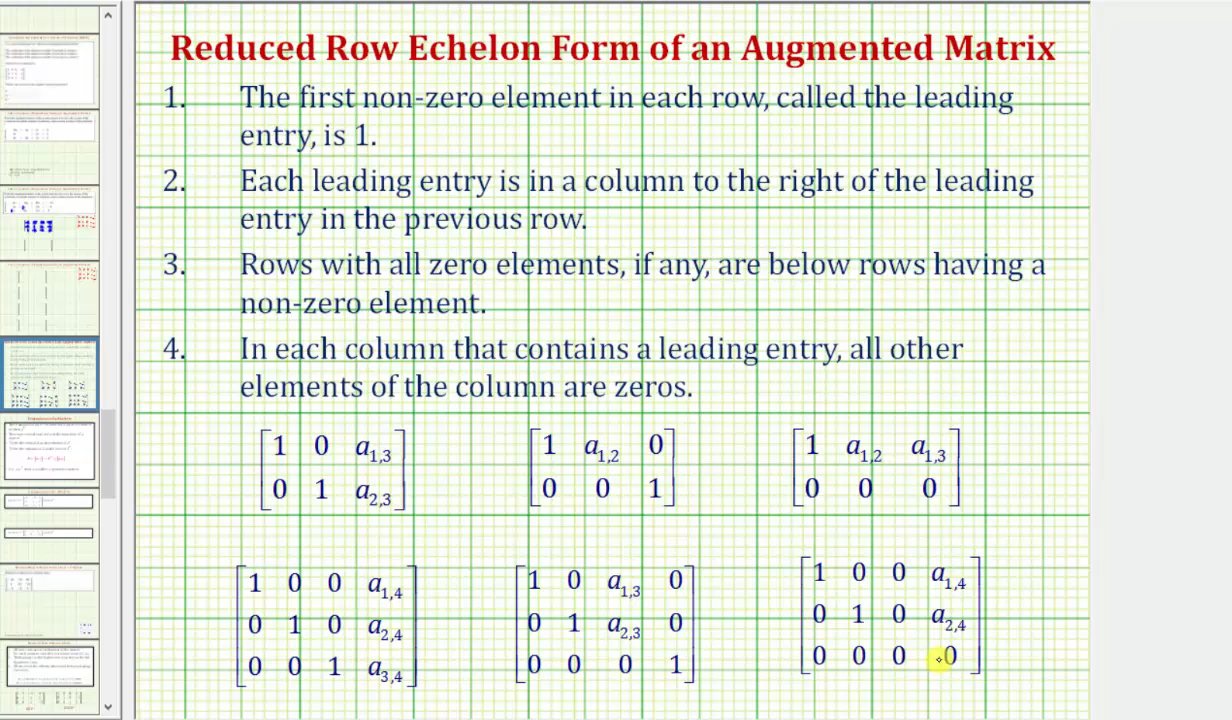 Reduced Row Echelon Form of an Augmented Matrix
1. The first non-zero element in each row, called the leading
entry, is 1.
2. Each leading entry is in a column to the right of the leading
entry in the previous row.
3. Rows with all zero elements, if any, are below rows having a
non-zero element.
4. In each column that contains a leading entry, all other
elements of the column are zeros.
1 0 a1,3
0 1 a2,3
1 a1,2 0
0 0 1
1 a1,2 a1,3
0 0 0
1 0 0 a1,4
0 1 0 a2,4
0 0 1 a3,4
1 0 a1,3 0
0 1 a2,3 0
0 0 0 1
1 0 0 a1,4
0 1 0 a2,4
0 0 0 0